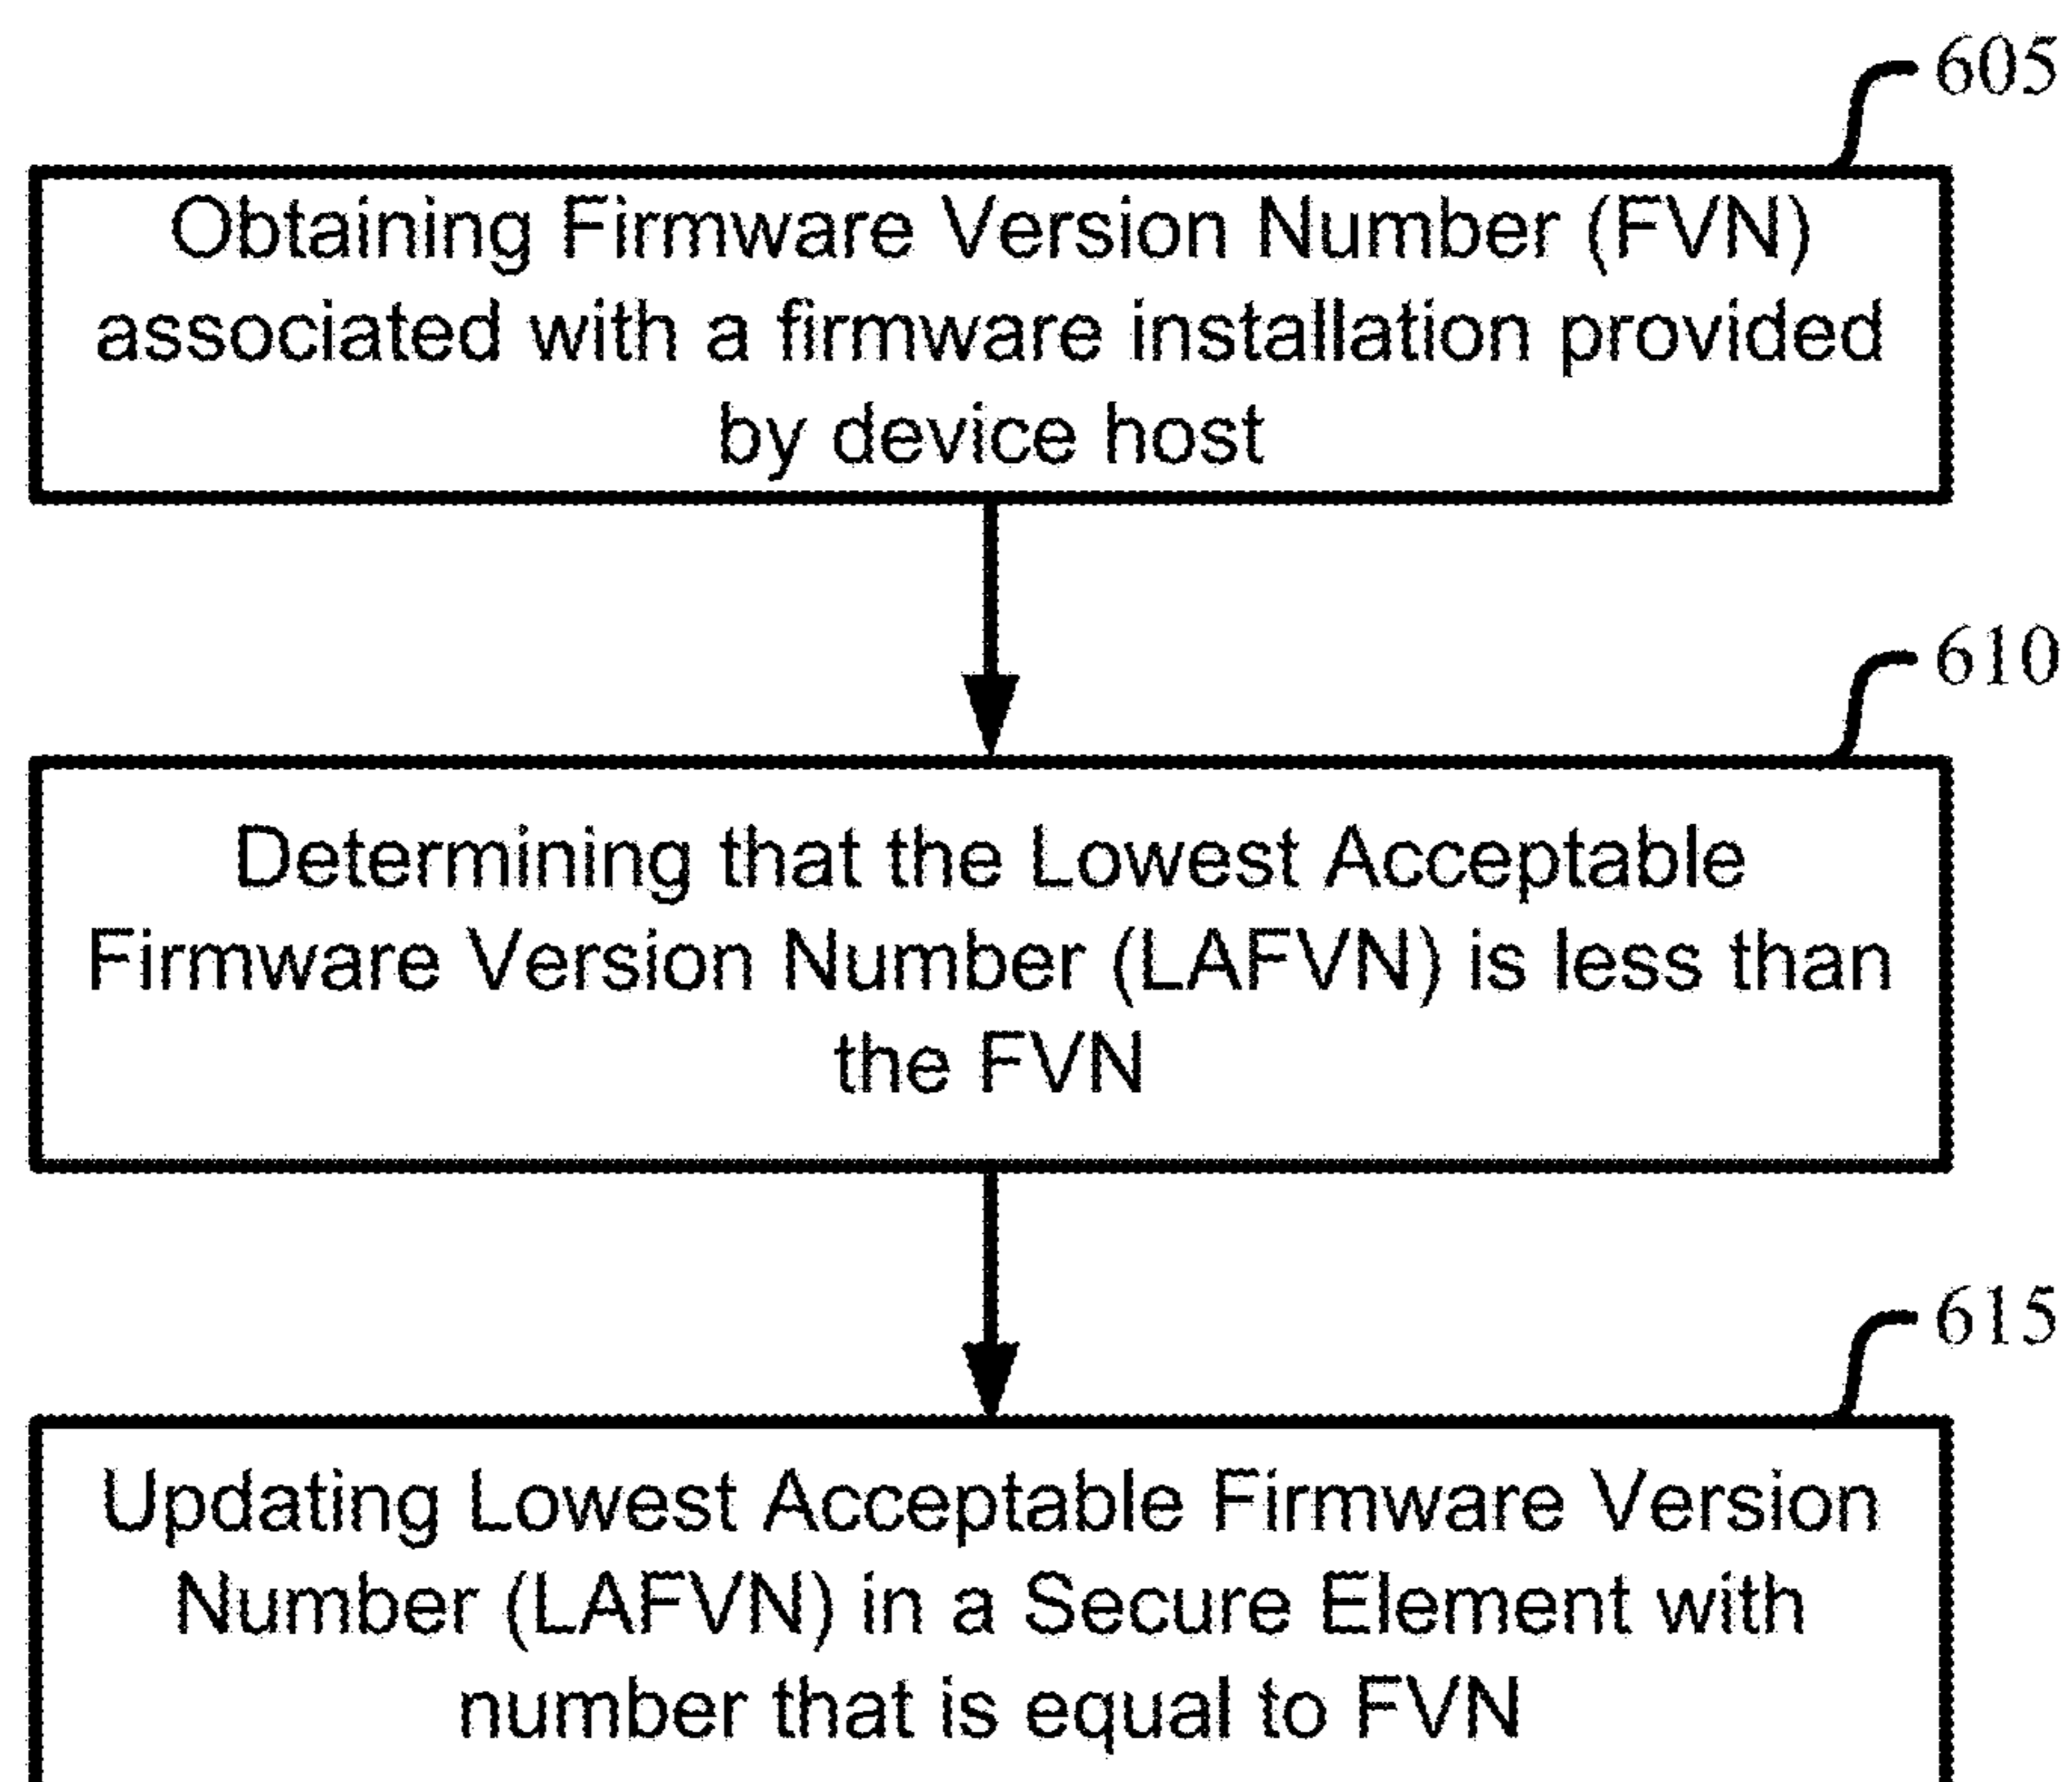 605
Obtaining Firmware Version Number (FVN)
associated with a firmware installation provided
by device host
610
Determining that the Lowest Acceptable
Firmware Version Number (LAFVN) is less than
the FVN
615
Updating Lowest Acceptable Firmware Version
Number (LAFVN) in a Secure Element with
number that is equal to FVN